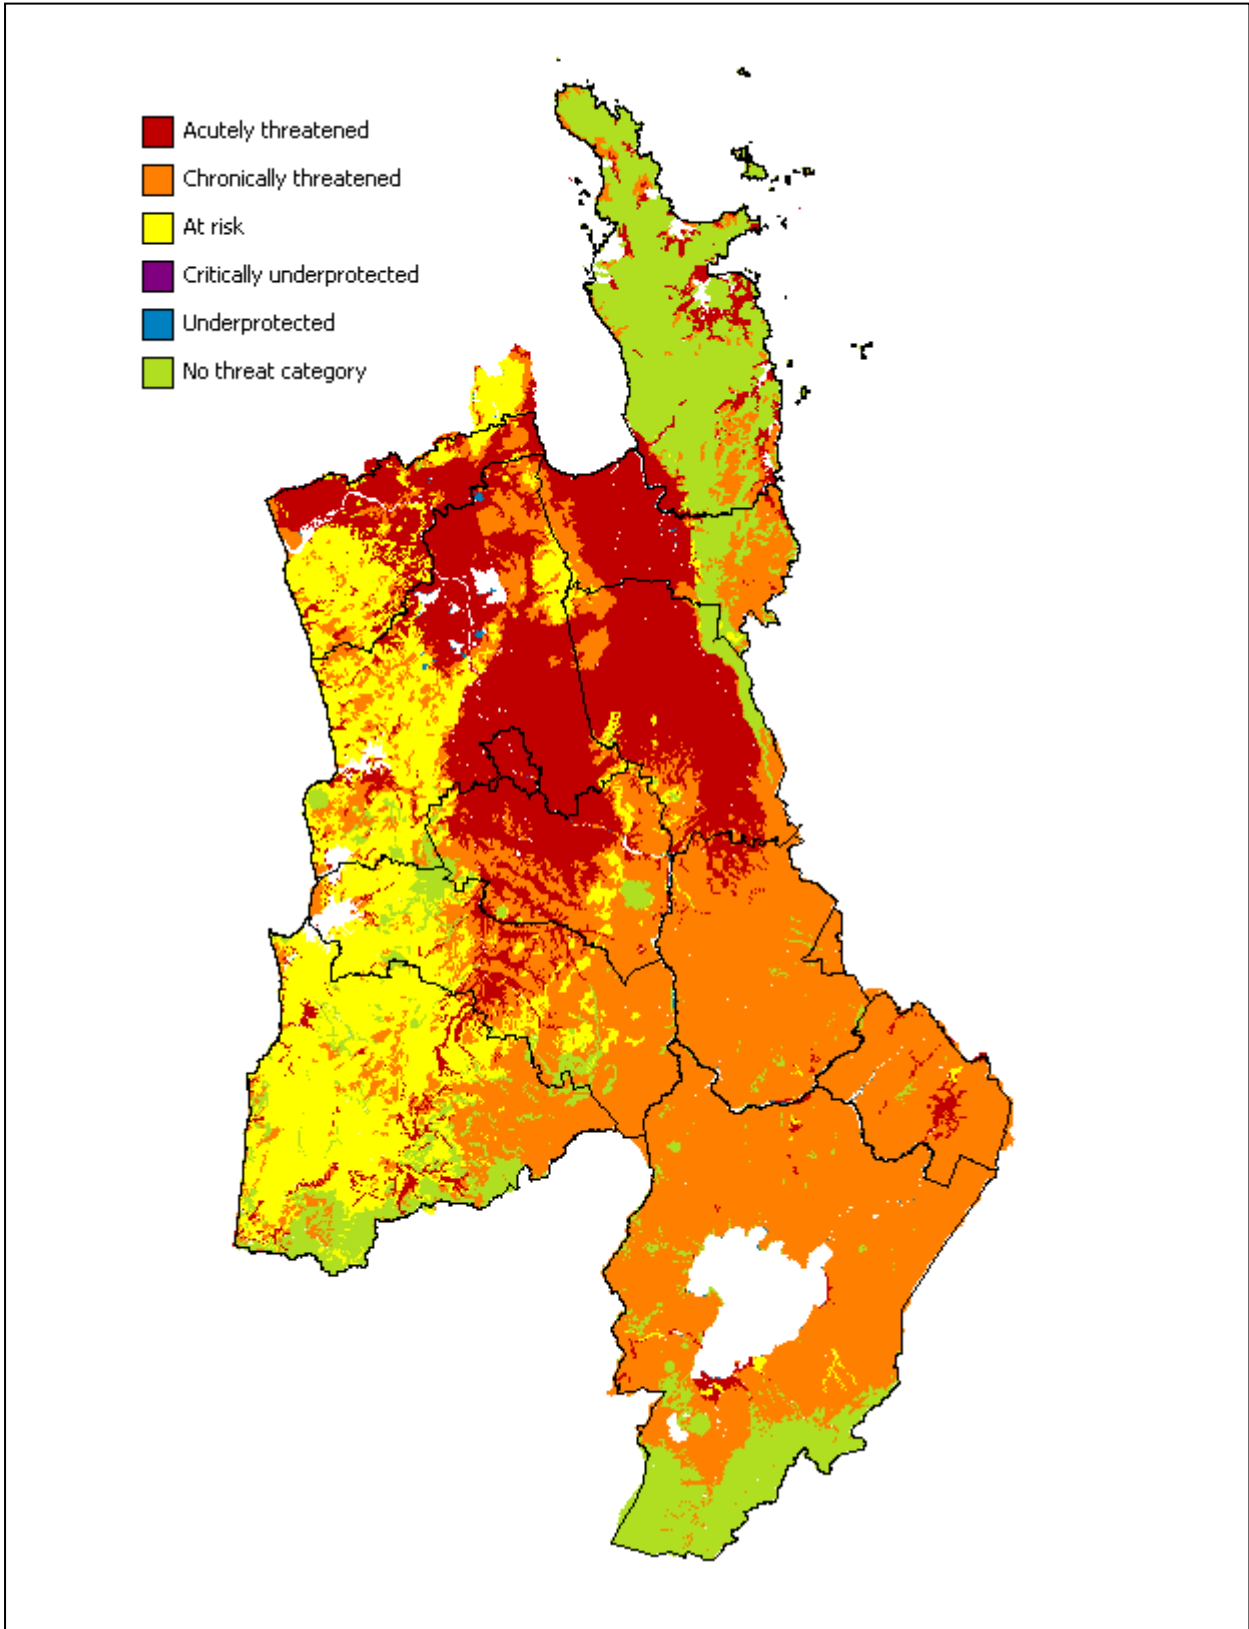 Acutely threatened
Chronically threatened
At risk
Critically underprotected
Underprotected
No threat category